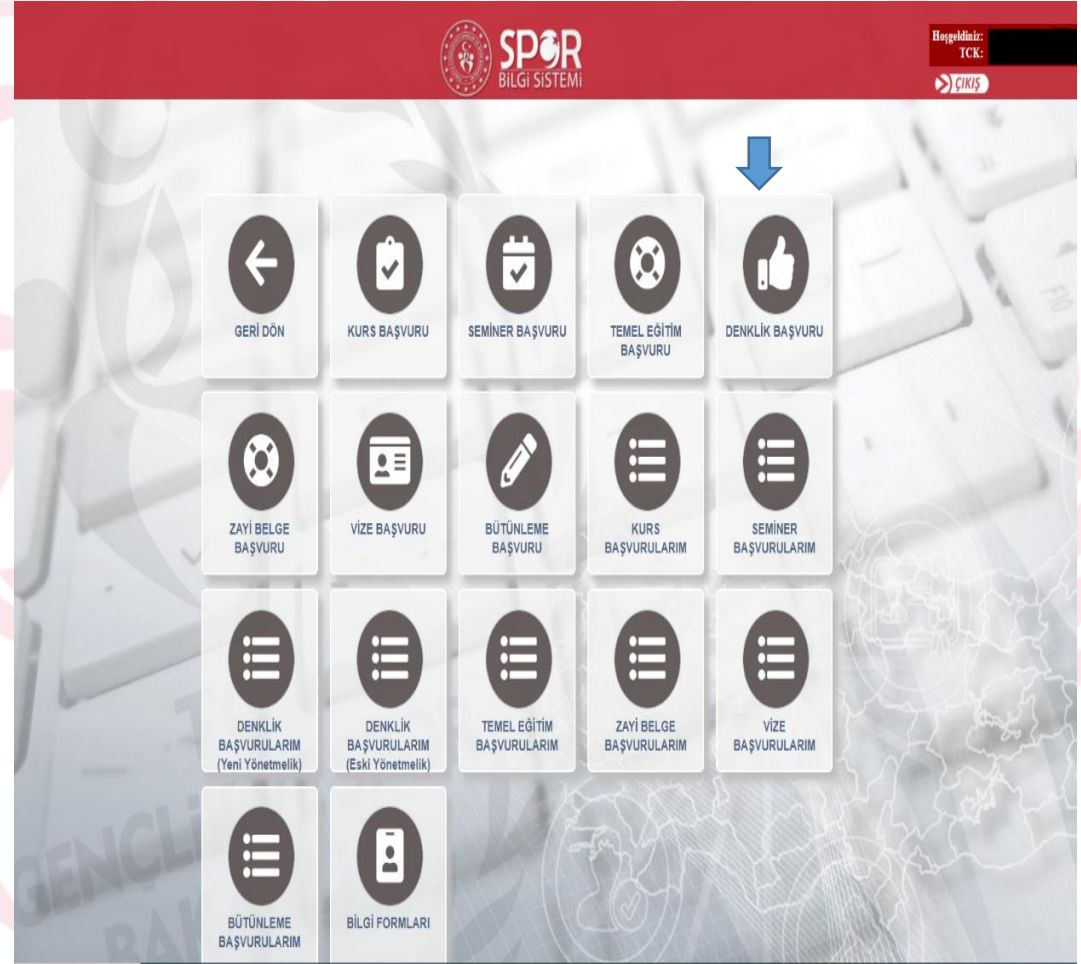 SPOR
BİLGİ SİSTEMİ
Hoşgeldiniz:
TCK:
ÇIKIŞ
GERİ DÖN
KURS BAŞVURU
SEMİNER BAŞVURU
TEMEL EĞİTİM
BAŞVURU
DENKLİK BAŞVURU
ZAYİ BELGE
BAŞVURU
VİZE BAŞVURU
BÜTÜNLEME
BAŞVURU
KURS
BAŞVURULARIM
SEMİNER
BAŞVURULARIM
DENKLİK
BAŞVURULARIM
(Yeni Yönetmelik)
DENKLİK
BAŞVURULARIM
(Eski Yönetmelik)
TEMEL EĞİTİM
BAŞVURULARIM
ZAYİ BELGE
BAŞVURULARIM
VİZE
BAŞVURULARIM
BÜTÜNLEME
BAŞVURULARIM
BİLGİ FORMLARI